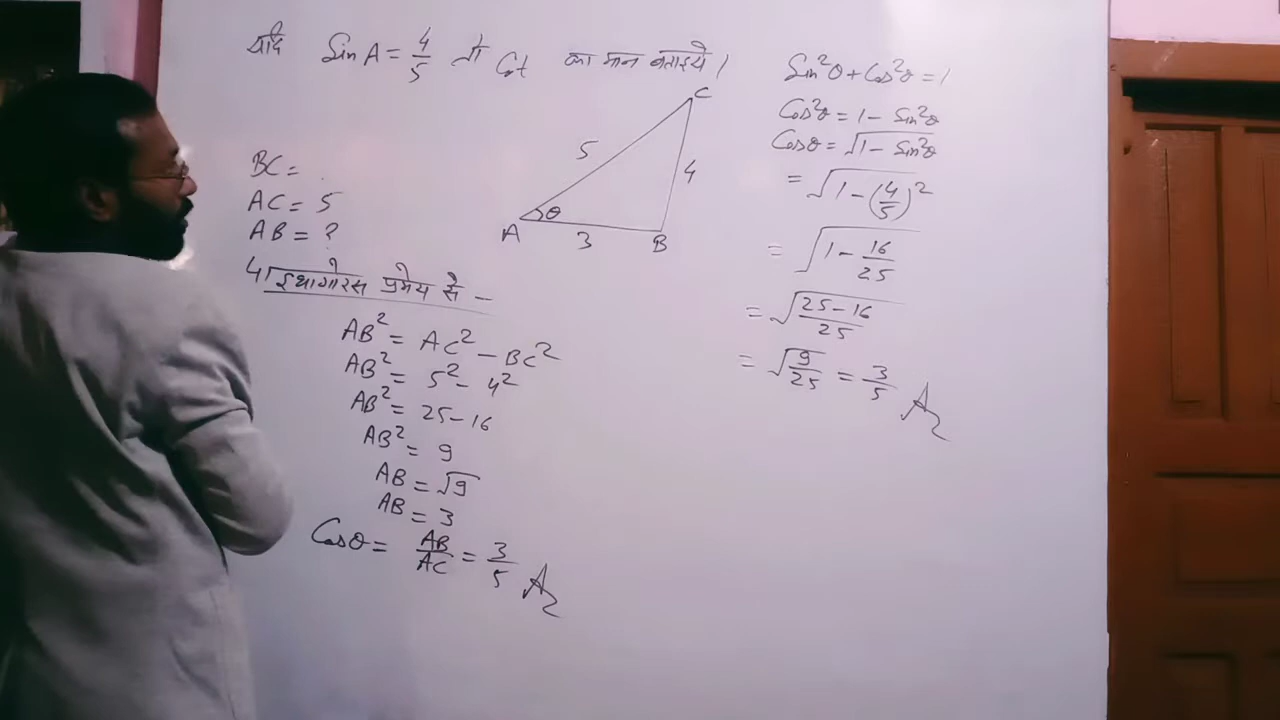 यदि Sin A = 4/5 तो Cot का मान बताइये।
BC =
AC = 5
AB = ?
पाइथागोरस प्रमेय से –
AB² = AC² – BC²
AB² = 5² – 4²
AB² = 25 – 16
AB² = 9
AB = √9
AB = 3
Cosθ = AB/AC = 3/5
C
5
4
θ
A
3
B
Sin²θ + Cos²θ = 1
Cos²θ = 1 – Sin²θ
Cosθ = √1 – Sin²θ
= √1 – (4/5)²
= √1 – 16/25
= √25 – 16/25
= √9/25 = 3/5